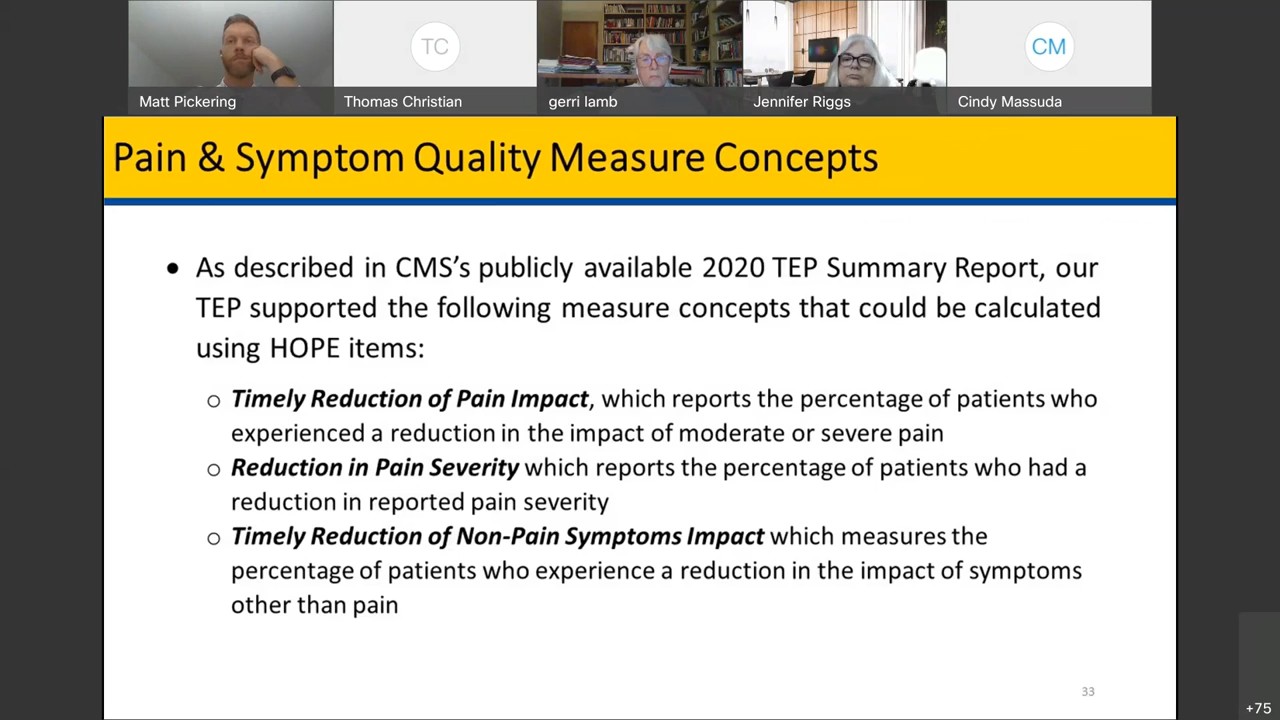 TC
CM
Matt Pickering
Thomas Christian
gerri lamb
Jennifer Riggs
Cindy Massuda
Pain & Symptom Quality Measure Concepts
• As described in CMS's publicly available 2020 TEP Summary Report, our
TEP supported the following measure concepts that could be calculated
using HOPE items:
o Timely Reduction of Pain Impact, which reports the percentage of patients who
experienced a reduction in the impact of moderate or severe pain
o Reduction in Pain Severity which reports the percentage of patients who had a
reduction in reported pain severity
o Timely Reduction of Non-Pain Symptoms Impact which measures the
percentage of patients who experience a reduction in the impact of symptoms
other than pain
33
+75